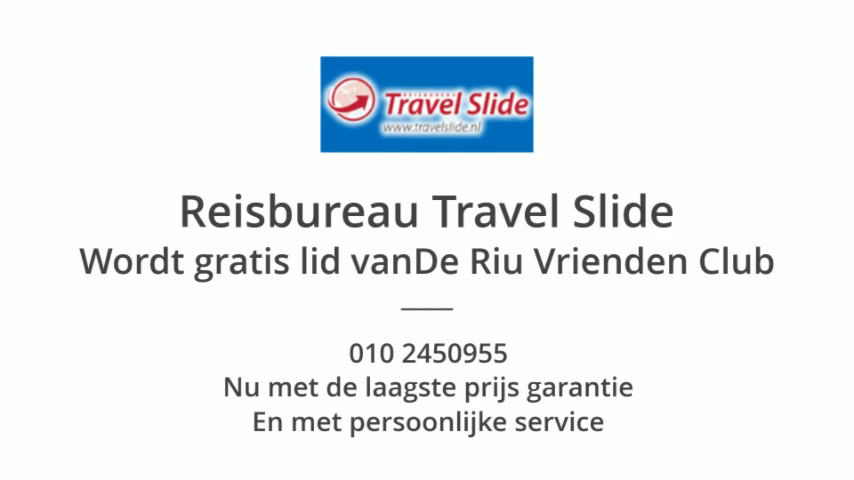 REISBUREAU
Travel Slide
www.travelslide.nl
Reisbureau Travel Slide
Wordt gratis lid vanDe Riu Vrienden Club
010 2450955
Nu met de laagste prijs garantie
En met persoonlijke service